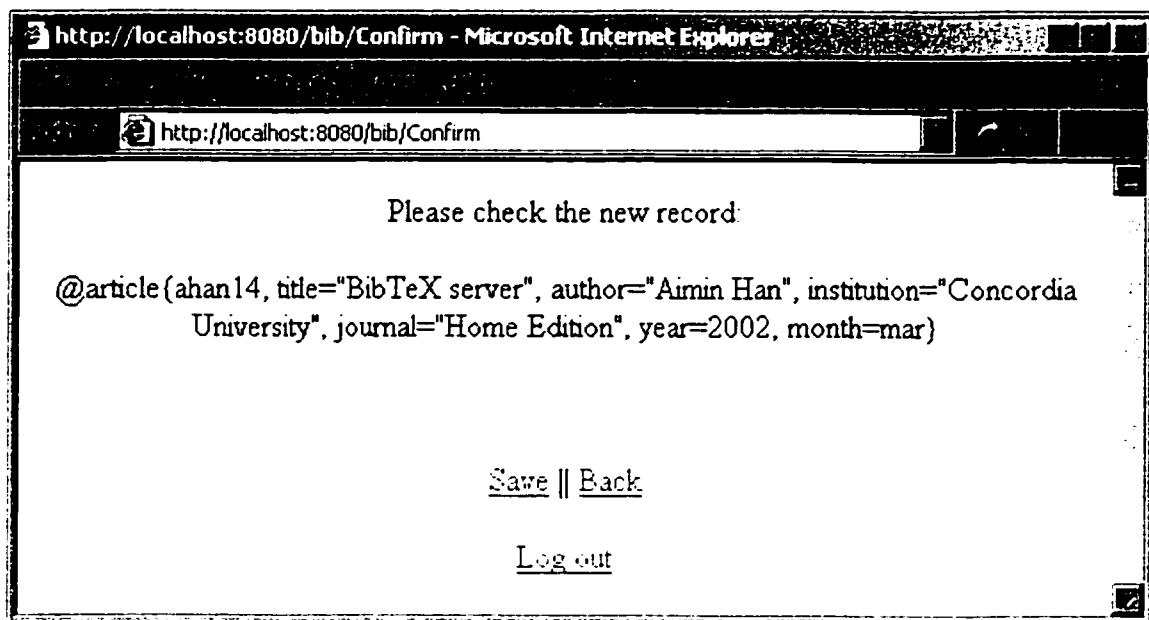 http://localhost:8080/bib/Confirm - Microsoft Internet Explorer
http://localhost:8080/bib/Confirm
Please check the new record:
@article{ahan14, title="BibTeX server", author="Aimin Han", institution="Concordia
University", journal="Home Edition", year=2002, month=mar}
Save || Back
Log out